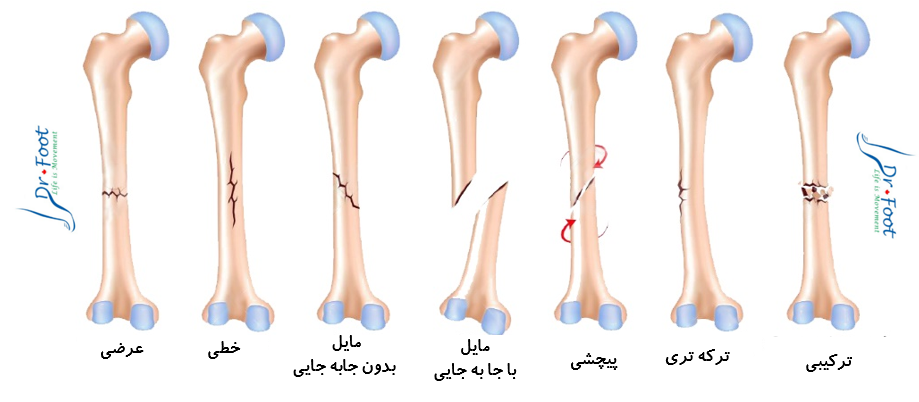 Dr.Foot
Life is Movement
عرضی
خطی
مایل
بدون جابه جایی
مایل
با جا به جایی
پیچشی
ترکه تری
ترکیبی
Dr.Foot
Life is Movement